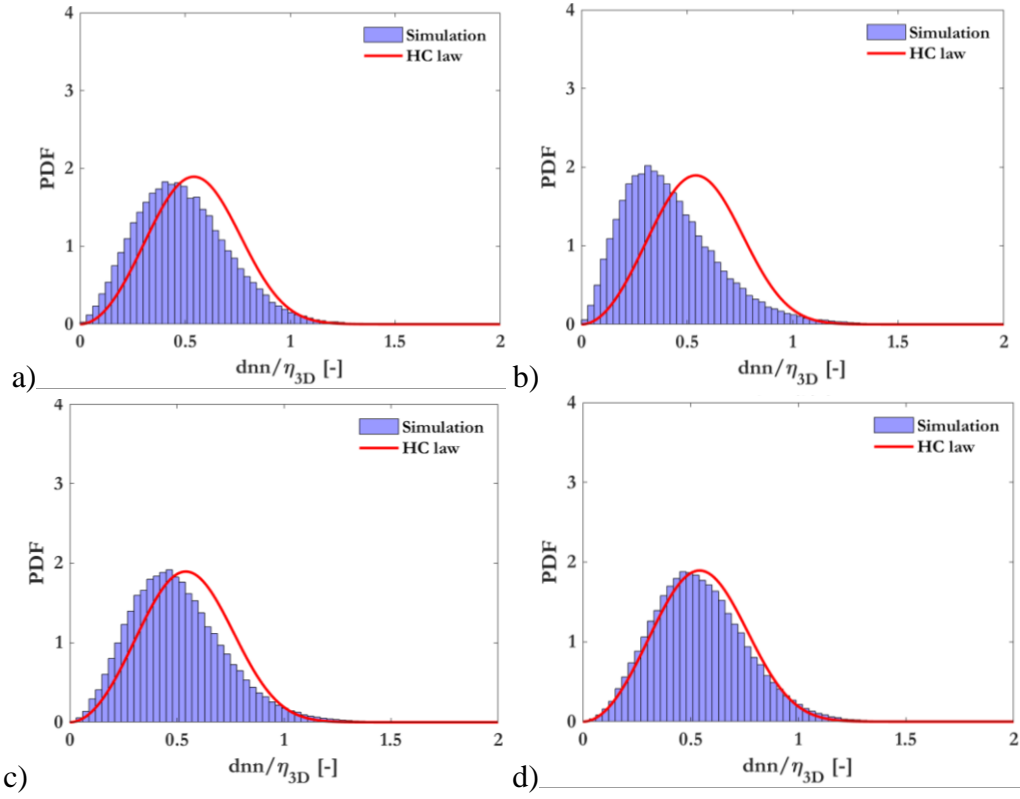 4
3
2
1
0
PDF
Simulation
HC law
0 0.5 1 1.5 2
dnn/η3D [-]
a)
4
3
2
1
0
PDF
Simulation
HC law
0 0.5 1 1.5 2
dnn/η3D [-]
b)
4
3
2
1
0
PDF
Simulation
HC law
0 0.5 1 1.5 2
dnn/η3D [-]
c)
4
3
2
1
0
PDF
Simulation
HC law
0 0.5 1 1.5 2
dnn/η3D [-]
d)